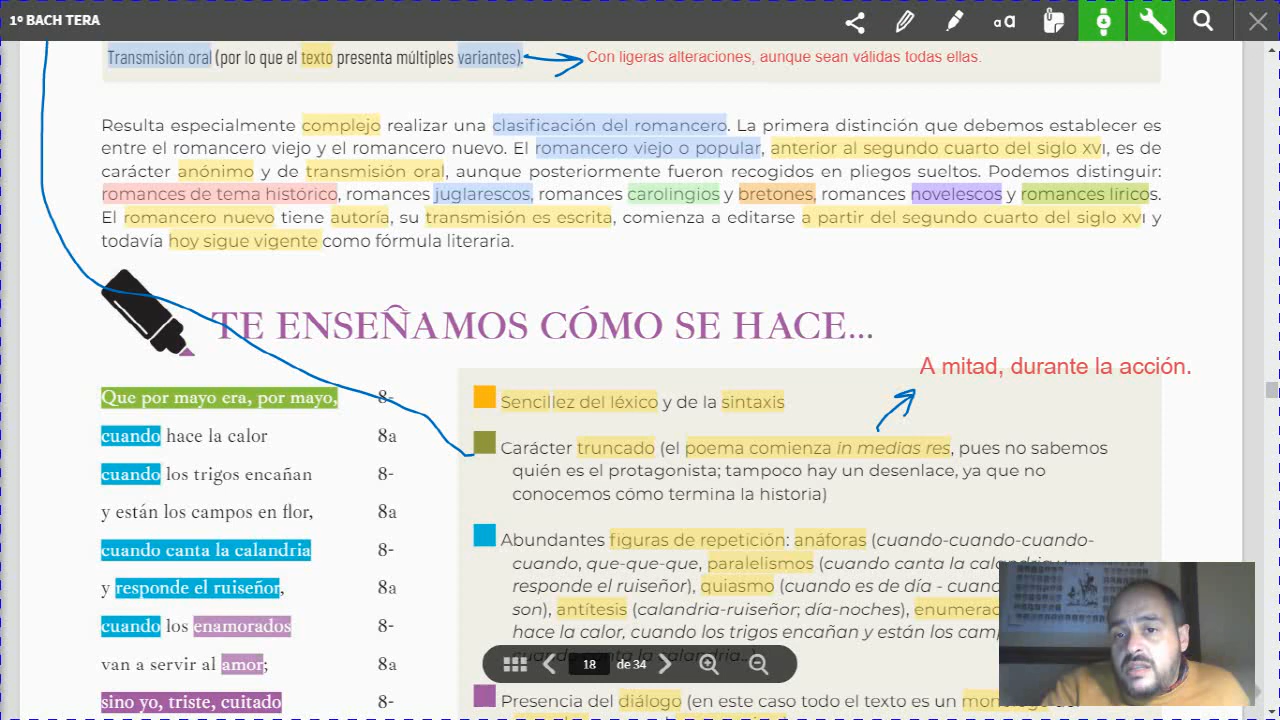 1º BACH TERA
aa
Transmisión oral (por lo que el texto presenta múltiples variantes).
Con ligeras alteraciones, aunque sean válidas todas ellas.
Resulta especialmente complejo realizar una clasificación del romancero. La primera distinción que debemos establecer es
entre el romancero viejo y el romancero nuevo. El romancero viejo o popular, anterior al segundo cuarto del siglo XVI, es de
carácter anónimo y de transmisión oral, aunque posteriormente fueron recogidos en pliegos sueltos. Podemos distinguir:
romances de tema histórico, romances juglarescos, romances carolingios y bretones, romances novelescos y romances líricos.
El romancero nuevo tiene autoría, su transmisión es escrita, comienza a editarse a partir del segundo cuarto del siglo XVI y
todavía hoy sigue vigente como fórmula literaria.
TE ENSEÑAMOS CÓMO SE HACE...
A mitad, durante la acción.
Que por mayo era, por mayo, 8-
cuando hace la calor 8a
cuando los trigos encañan 8-
y están los campos en flor, 8a
cuando canta la calandria 8-
y responde el ruiseñor, 8a
cuando los enamorados 8-
van a servir al amor; 8a
sino yo, triste, cuitado 8-
Sencillez del léxico y de la sintaxis
Carácter truncado (el poema comienza in medias res, pues no sabemos
quién es el protagonista; tampoco hay un desenlace, ya que no
conocemos cómo termina la historia)
Abundantes figuras de repetición: anáforas (cuando-cuando-cuando-
cuando, que-que-que, paralelismos (cuando canta la calandria y
responde el ruiseñor), quiasmo (cuando es de día - cuan
son), antítesis (calandria-ruiseñor; día-noches), enumera
hace la calor, cuando los trigos encañan y están los cam
cuando canta la calandria...)
Presencia del diálogo (en este caso todo el texto es un mon
18 de 34